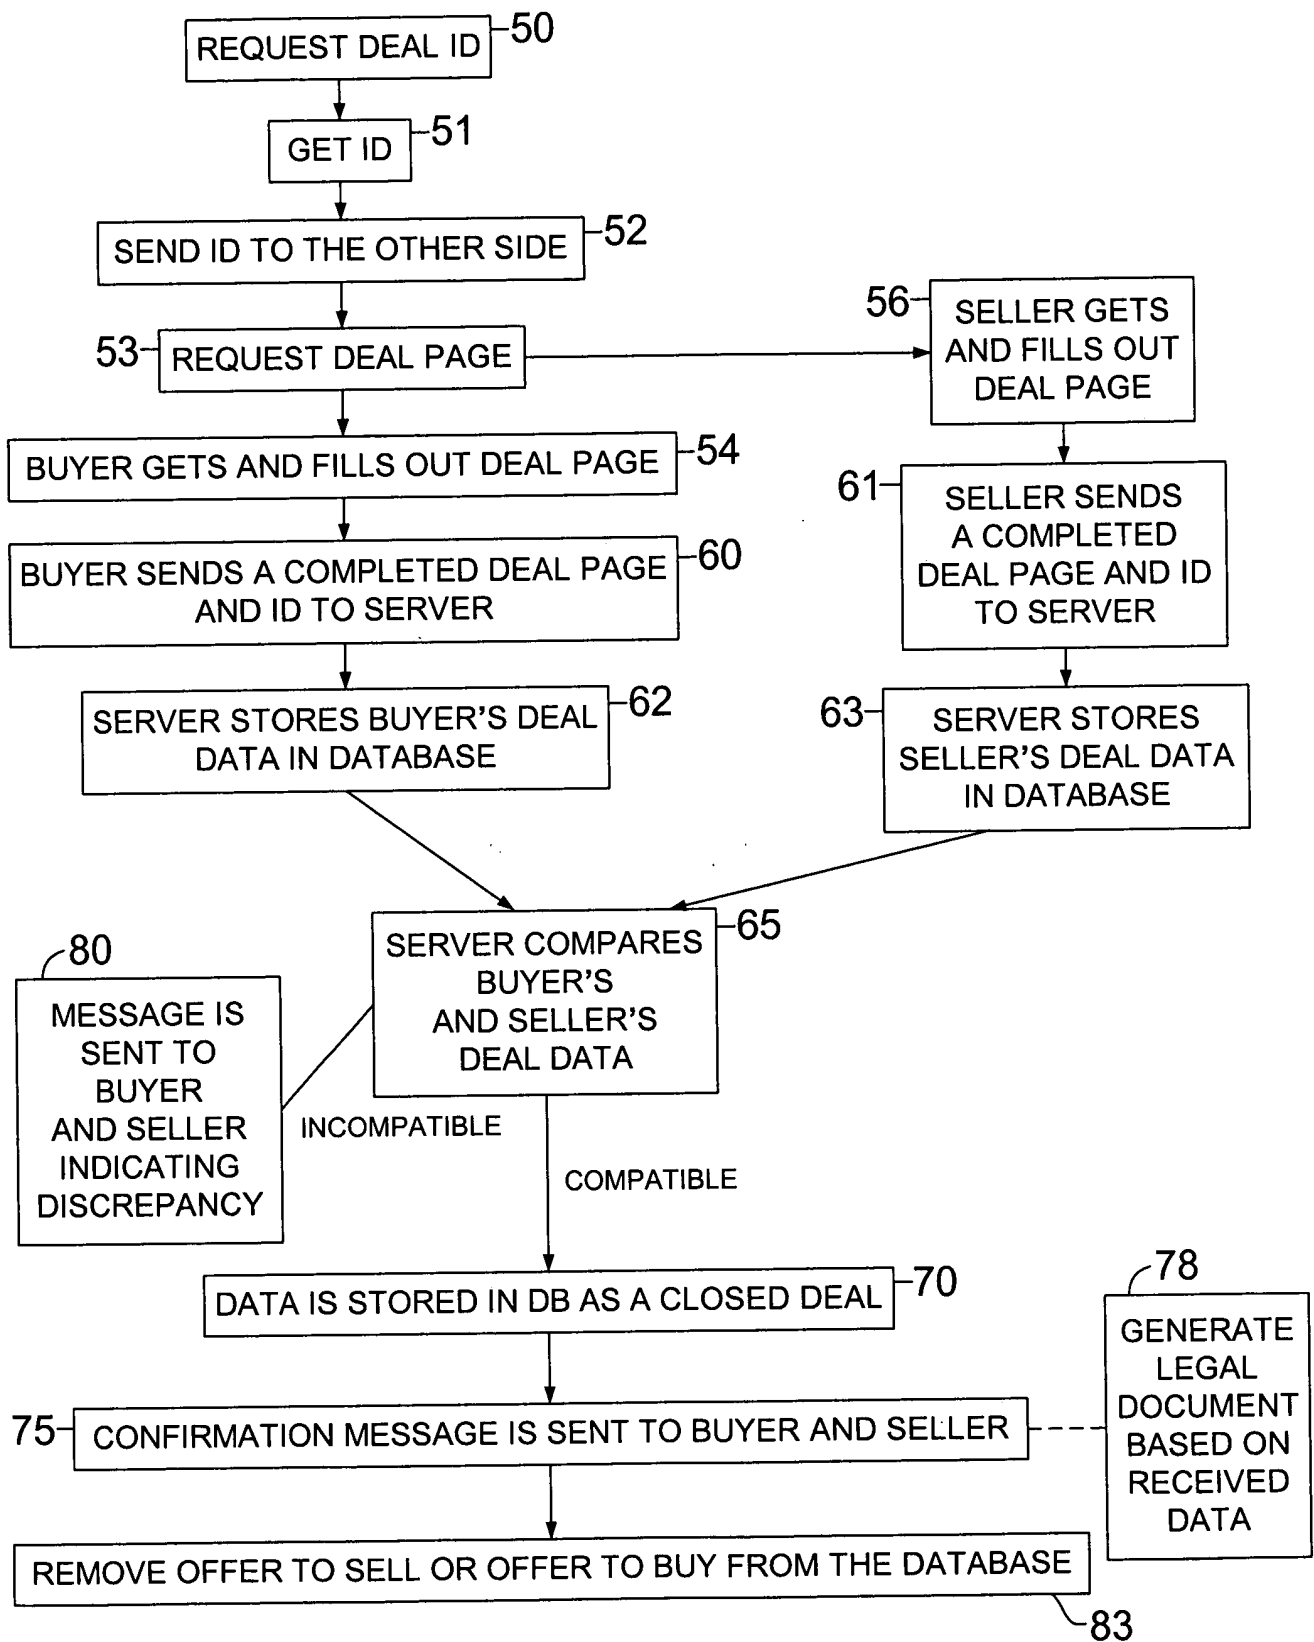 REQUEST DEAL ID
50
GET ID
51
SEND ID TO THE OTHER SIDE
52
53
REQUEST DEAL PAGE
56
SELLER GETS
AND FILLS OUT
DEAL PAGE
BUYER GETS AND FILLS OUT DEAL PAGE
54
61
SELLER SENDS
A COMPLETED
DEAL PAGE AND ID
TO SERVER
BUYER SENDS A COMPLETED DEAL PAGE
AND ID TO SERVER
60
SERVER STORES BUYER'S DEAL
DATA IN DATABASE
62
63
SERVER STORES
SELLER'S DEAL DATA
IN DATABASE
SERVER COMPARES
BUYER'S
AND SELLER'S
DEAL DATA
65
80
MESSAGE IS
SENT TO
BUYER
AND SELLER
INDICATING
DISCREPANCY
INCOMPATIBLE
COMPATIBLE
DATA IS STORED IN DB AS A CLOSED DEAL
70
78
GENERATE
LEGAL
DOCUMENT
BASED ON
RECEIVED
DATA
75
CONFIRMATION MESSAGE IS SENT TO BUYER AND SELLER
REMOVE OFFER TO SELL OR OFFER TO BUY FROM THE DATABASE
83